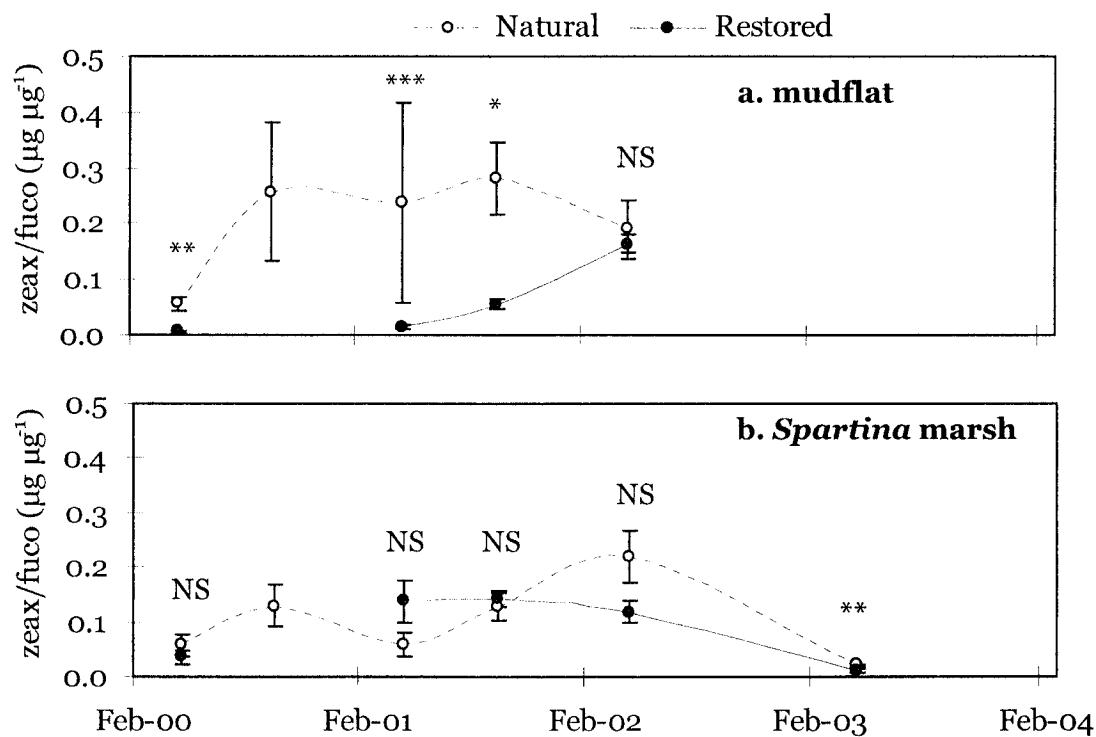 Natural Restored
a. mudflat
zeax/fuco (µg µg-1)
0.5
0.4
0.3
0.2
0.1
0.0
**
***
*
NS
b. Spartina marsh
zeax/fuco (µg µg-1)
0.5
0.4
0.3
0.2
0.1
0.0
NS
NS
NS
NS
**
Feb-00 Feb-01 Feb-02 Feb-03 Feb-04